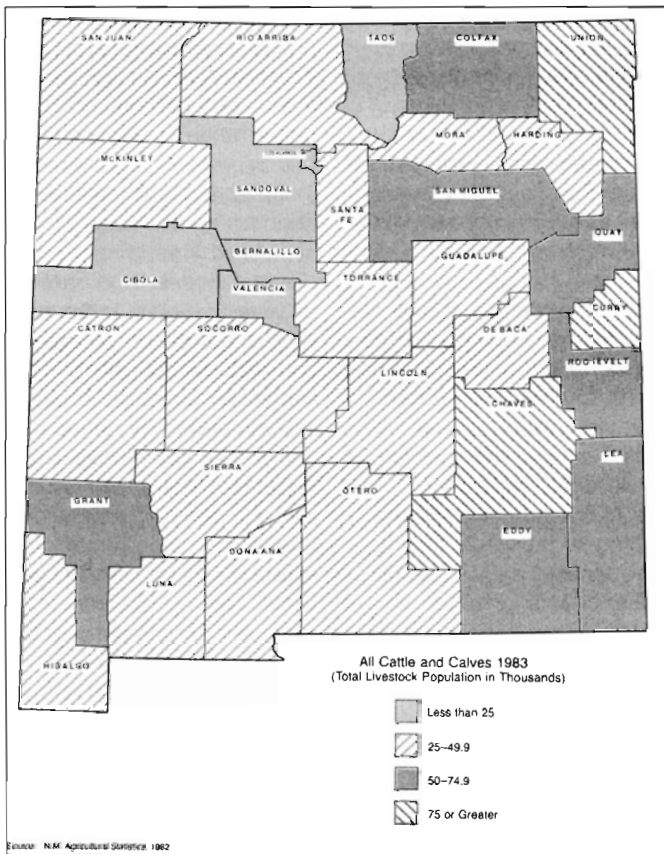 SAN JUAN
RIO ARRIBA
TAOS
COLFAX
UNION
MORA
HARDING
McKINLEY
SANDOVAL
SAN MIGUEL
SANTA
FE
QUAY
BERNALILLO
GUADALUPE
CIBOLA
TORRANCE
VALENCIA
CURRY
CATRON
SOCORRO
DE BACA
ROOSEVELT
LINCOLN
CHAVES
LEA
SIERRA
GRANT
OTERO
EDDY
DONA ANA
LUNA
HIDALGO
All Cattle and Calves 1983
(Total Livestock Population in Thousands)
Less than 25
25–49.9
50–74.9
75 or Greater
Source: N.M. Agricultural Statistics, 1982